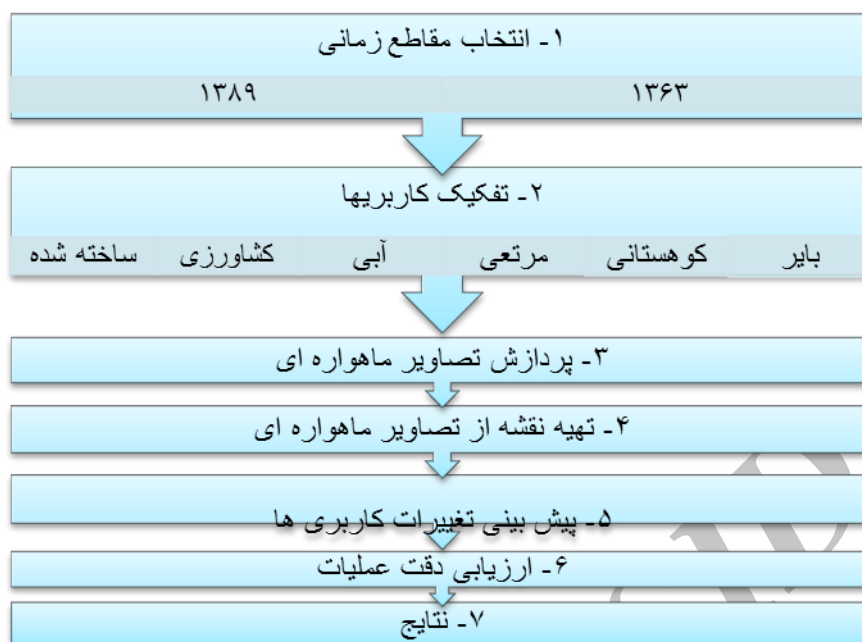 ۱- انتخاب مقاطع زمانی
۱۳۶۳ ۱۳۸۹
۲- تفکیک کاربریها
بایر کوهستانی مرتعی آبی کشاورزی ساخته شده
۳- پردازش تصاویر ماهواره ای
۴- تهیه نقشه از تصاویر ماهواره ای
۵- پیش بینی تغییرات کاربری ها
۶- ارزیابی دقت عملیات
۷- نتایج